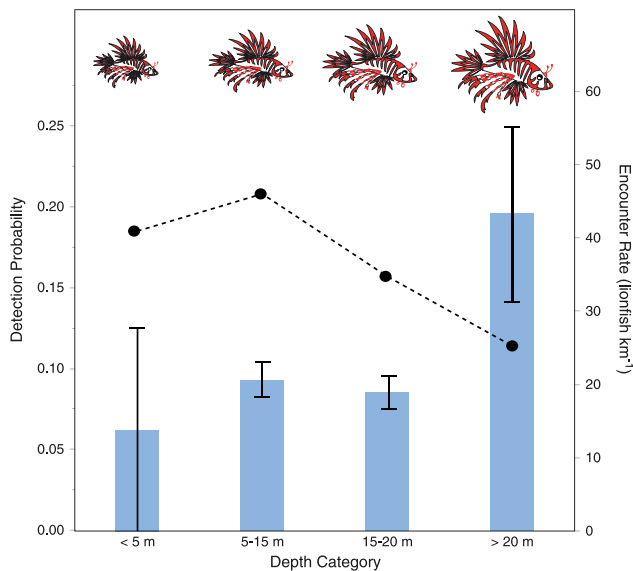 0.25
0.20
0.15
0.10
0.05
0.00
Detection Probability
60
50
40
30
20
10
0
Encounter Rate (lionfish km⁻¹)
< 5 m
5-15 m
15-20 m
> 20 m
Depth Category